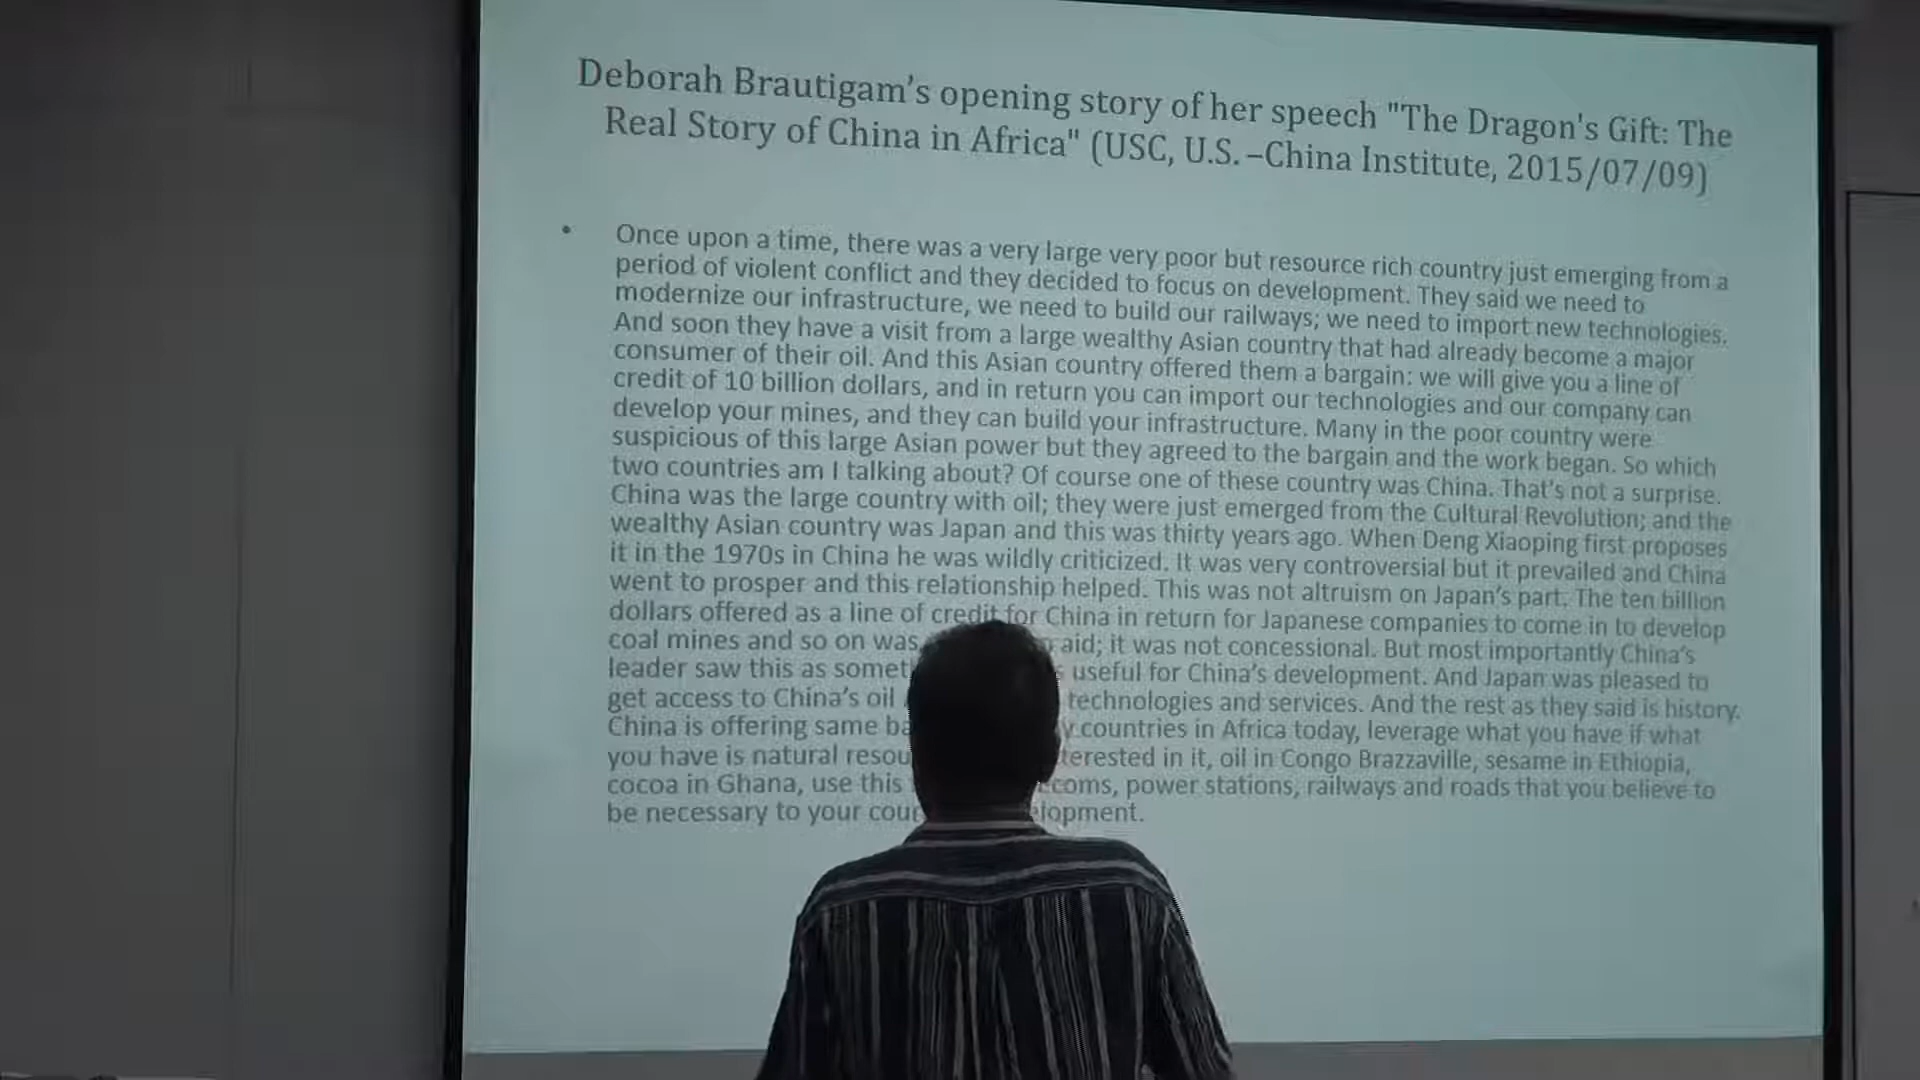 Deborah Brautigam's opening story of her speech "The Dragon's Gift: The
Real Story of China in Africa" (USC, U.S. –China Institute, 2015/07/09)
• Once upon a time, there was a very large very poor but resource rich country just emerging from a
period of violent conflict and they decided to focus on development. They said we need to
modernize our infrastructure, we need to build our railways; we need to import new technologies.
And soon they have a visit from a large wealthy Asian country that had already become a major
consumer of their oil. And this Asian country offered them a bargain: we will give you a line of
credit of 10 billion dollars, and in return you can import our technologies and our company can
develop your mines, and they can build your infrastructure. Many in the poor country were
suspicious of this large Asian power but they agreed to the bargain and the work began. So which
two countries am I talking about? Of course one of these country was China. That's not a surprise.
China was the large country with oil; they were just emerged from the Cultural Revolution; and the
wealthy Asian country was Japan and this was thirty years ago. When Deng Xiaoping first proposes
it in the 1970s in China he was wildly criticized. It was very controversial but it prevailed and China
went to prosper and this relationship helped. This was not altruism on Japan's part. The ten billion
dollars offered as a line of credit for China in return for Japanese companies to come in to develop
coal mines and so on was aid; it was not concessional. But most importantly China's
leader saw this as useful for China's development. And Japan was pleased to
get access to China's oil technologies and services. And the rest as they said is history.
China is offering same countries in Africa today, leverage what you have if what
you have is natural in it, oil in Congo Brazzaville, sesame in Ethiopia,
cocoa in Ghana, use this power stations, railways and roads that you believe to
be necessary to your